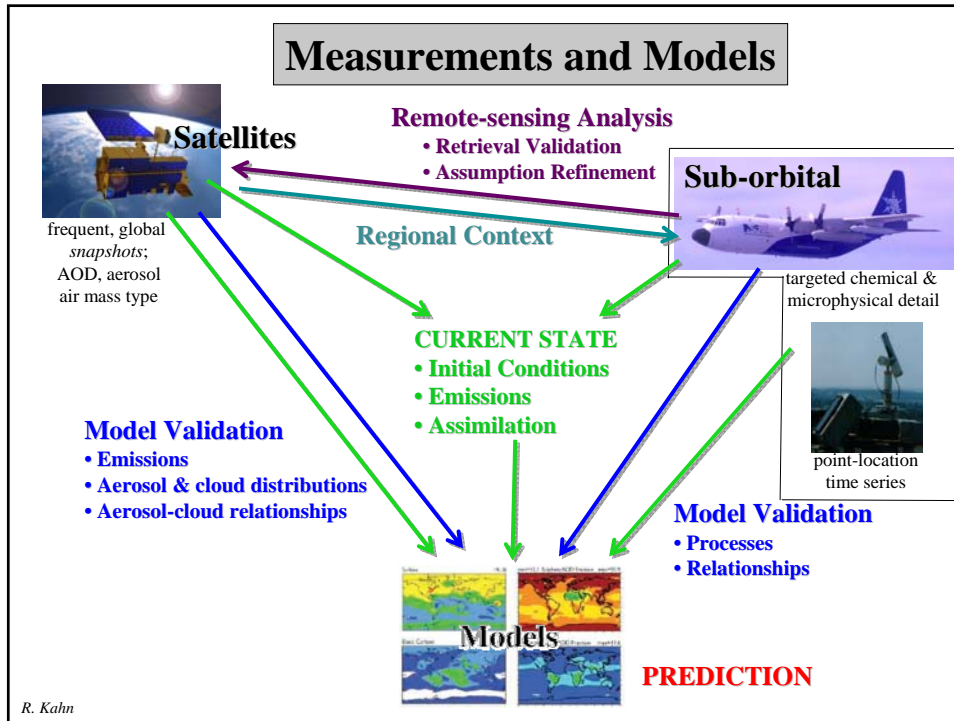 Measurements and Models
Satellites
frequent, global
snapshots;
AOD, aerosol
air mass type
Remote-sensing Analysis
• Retrieval Validation
• Assumption Refinement
Regional Context
Sub-orbital
targeted chemical &
microphysical detail
point-location
time series
CURRENT STATE
• Initial Conditions
• Emissions
• Assimilation
Model Validation
• Emissions
• Aerosol & cloud distributions
• Aerosol-cloud relationships
Model Validation
• Processes
• Relationships
Models
PREDICTION
R. Kahn